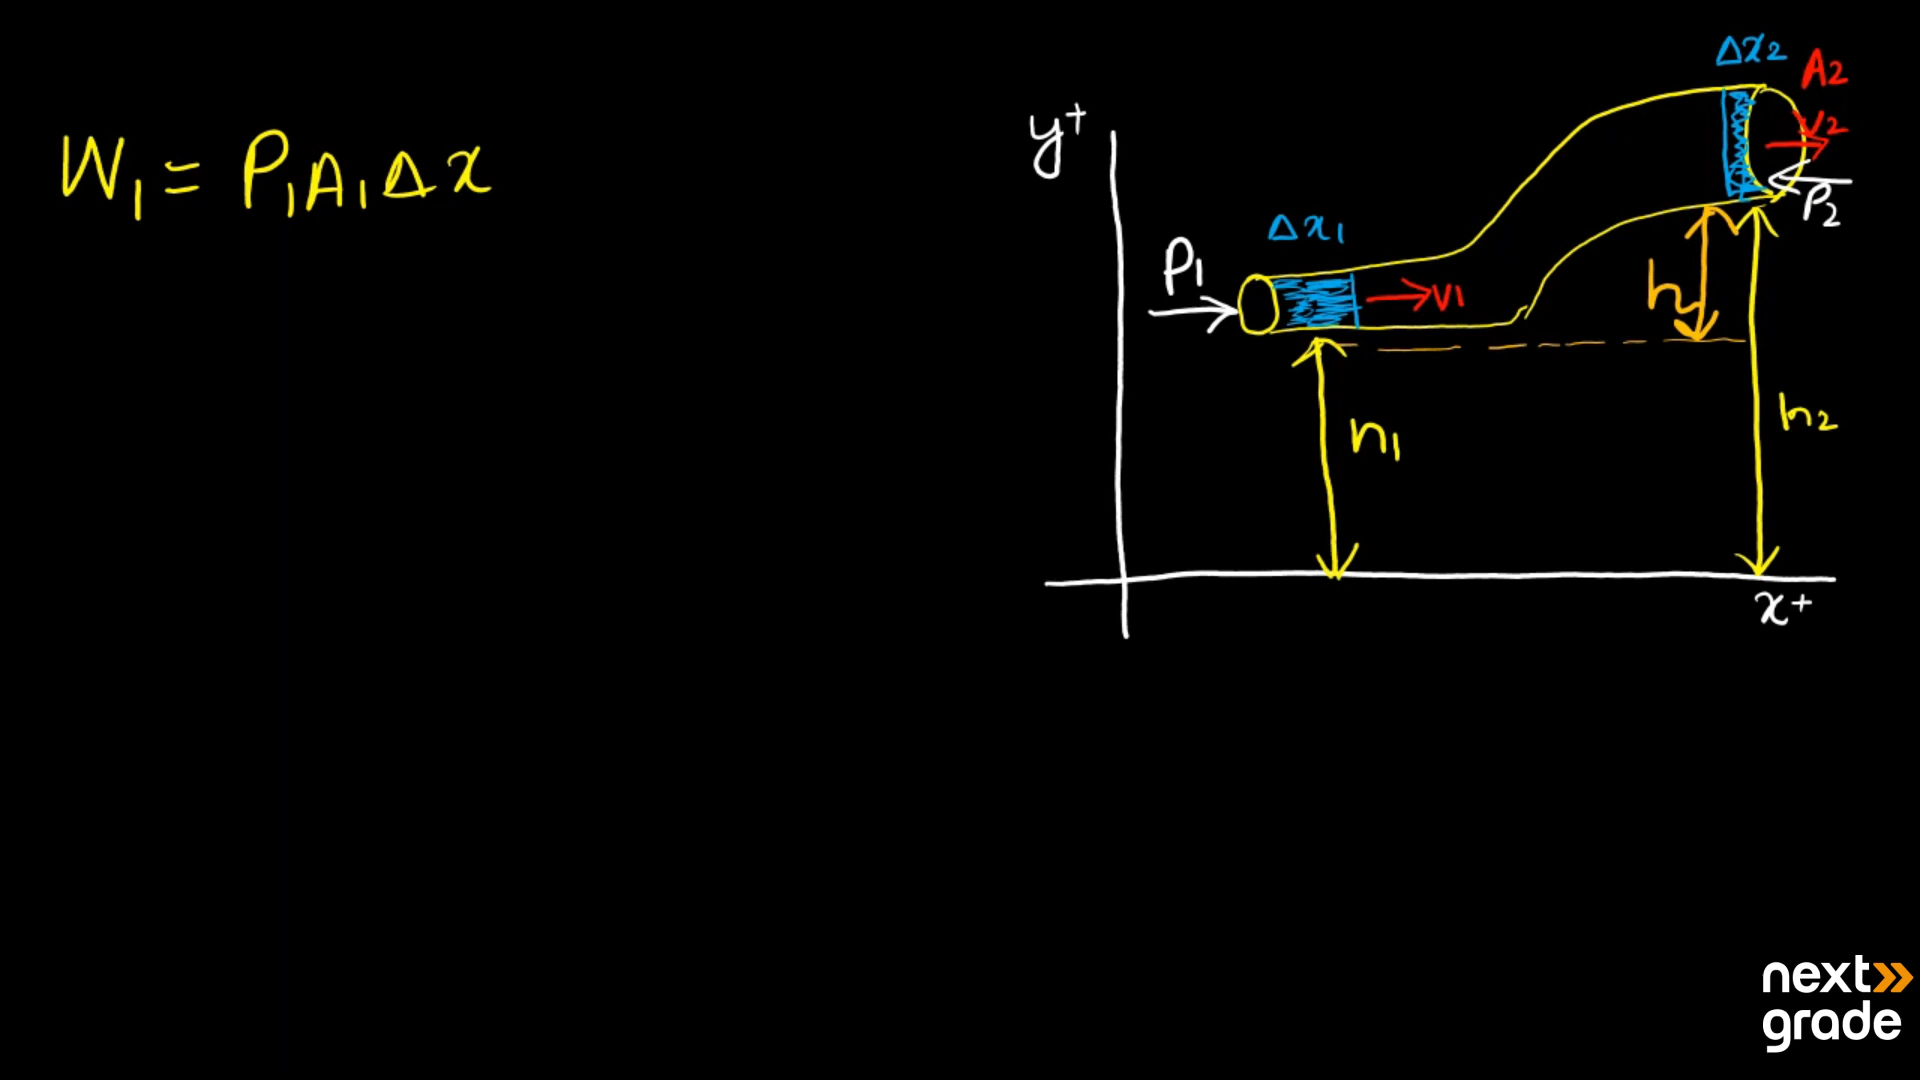 W₁ = P₁A₁Δx
y+
Δx2
A2
V2
P2
Δx1
P1
V1
h
h1
h2
x+
next
grade